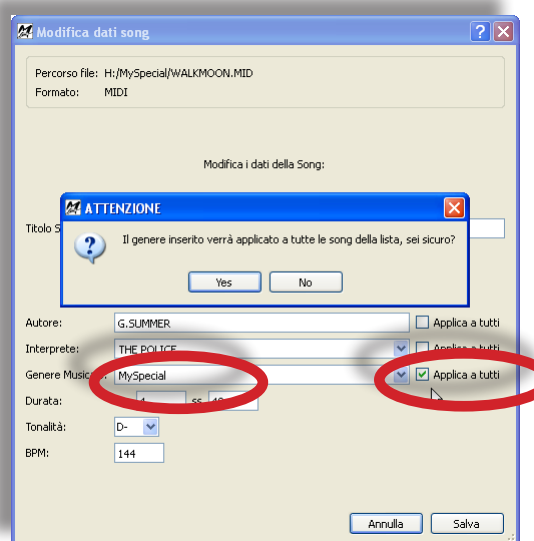 Modifica dati song
Percorso file: H:/MySpecial/WALKMOON.MID
Formato: MIDI
Modifica i dati della Song:
ATTENZIONE
Titolo S
Il genere inserito verrà applicato a tutte le song della lista, sei sicuro?
Yes No
Autore: G.SUMMER Applica a tutti
Interprete: THE POLICE Applica a tutti
Genere Musica MySpecial Applica a tutti
Durata: ss
Tonalità: D-
BPM: 144
Annulla Salva